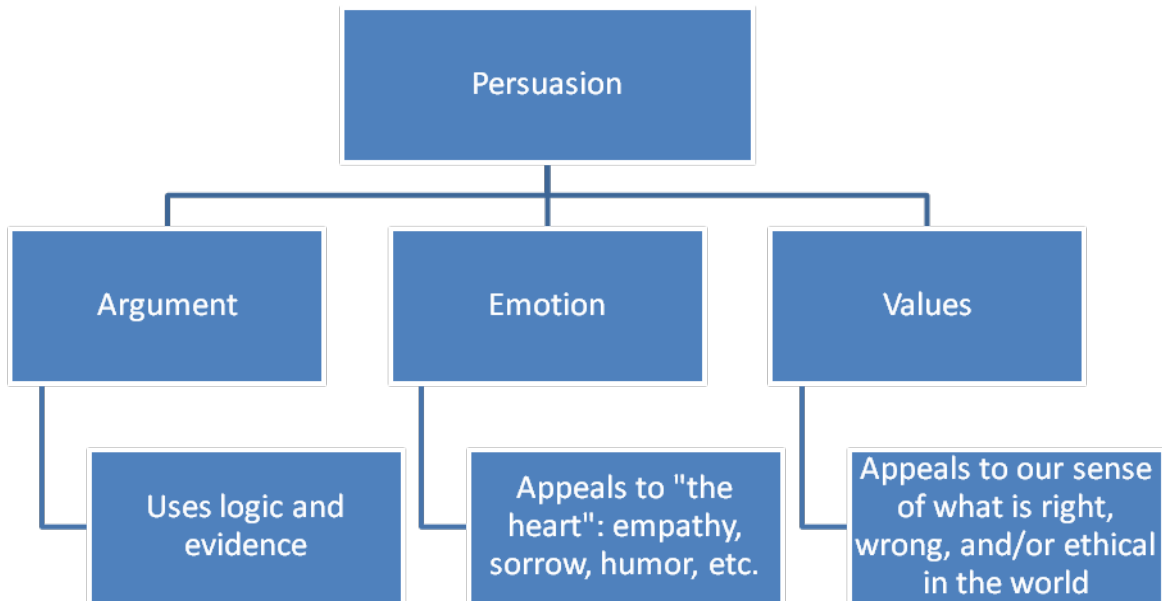 Persuasion
Argument
Emotion
Values
Uses logic and
evidence
Appeals to "the
heart": empathy,
sorrow, humor, etc.
Appeals to our sense
of what is right,
wrong, and/or ethical
in the world